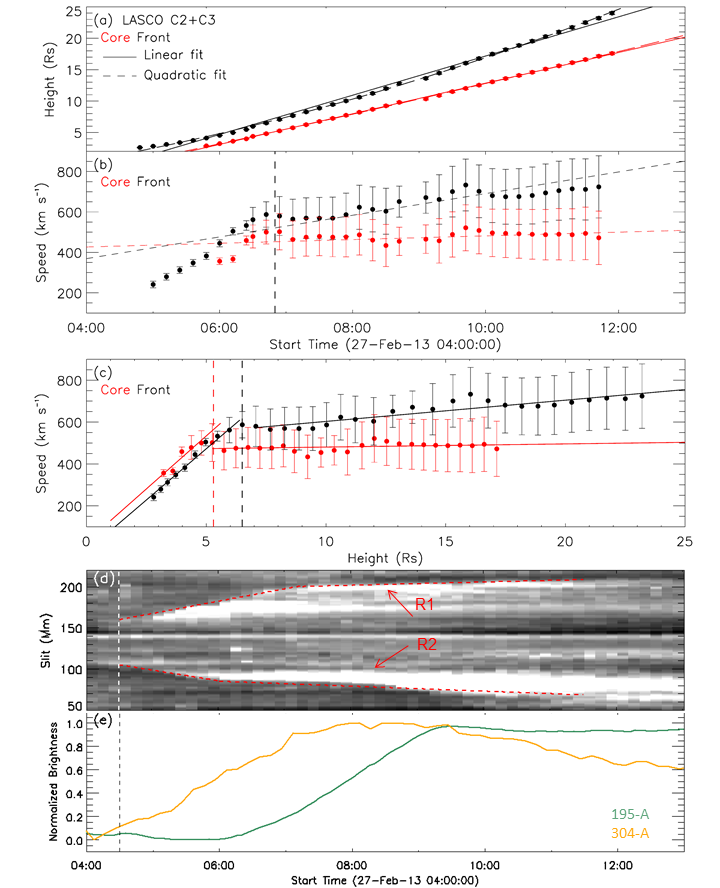 (a) LASCO C2+C3
Core Front
Linear fit
Quadratic fit
Height (Rs)
25
20
15
10
5
(b)
Core Front
Speed (km s⁻¹)
800
600
400
200
04:00 06:00 08:00 10:00 12:00
Start Time (27-Feb-13 04:00:00)
(c)
Core Front
Speed (km s⁻¹)
800
600
400
200
0 5 10 15 20 25
Height (Rs)
(d)
R1
R2
Slit (Mm)
200
150
100
50
(e)
Normalized Brightness
1.0
0.8
0.6
0.4
0.2
0.0
195-A
304-A
04:00 06:00 08:00 10:00 12:00
Start Time (27-Feb-13 04:00:00)